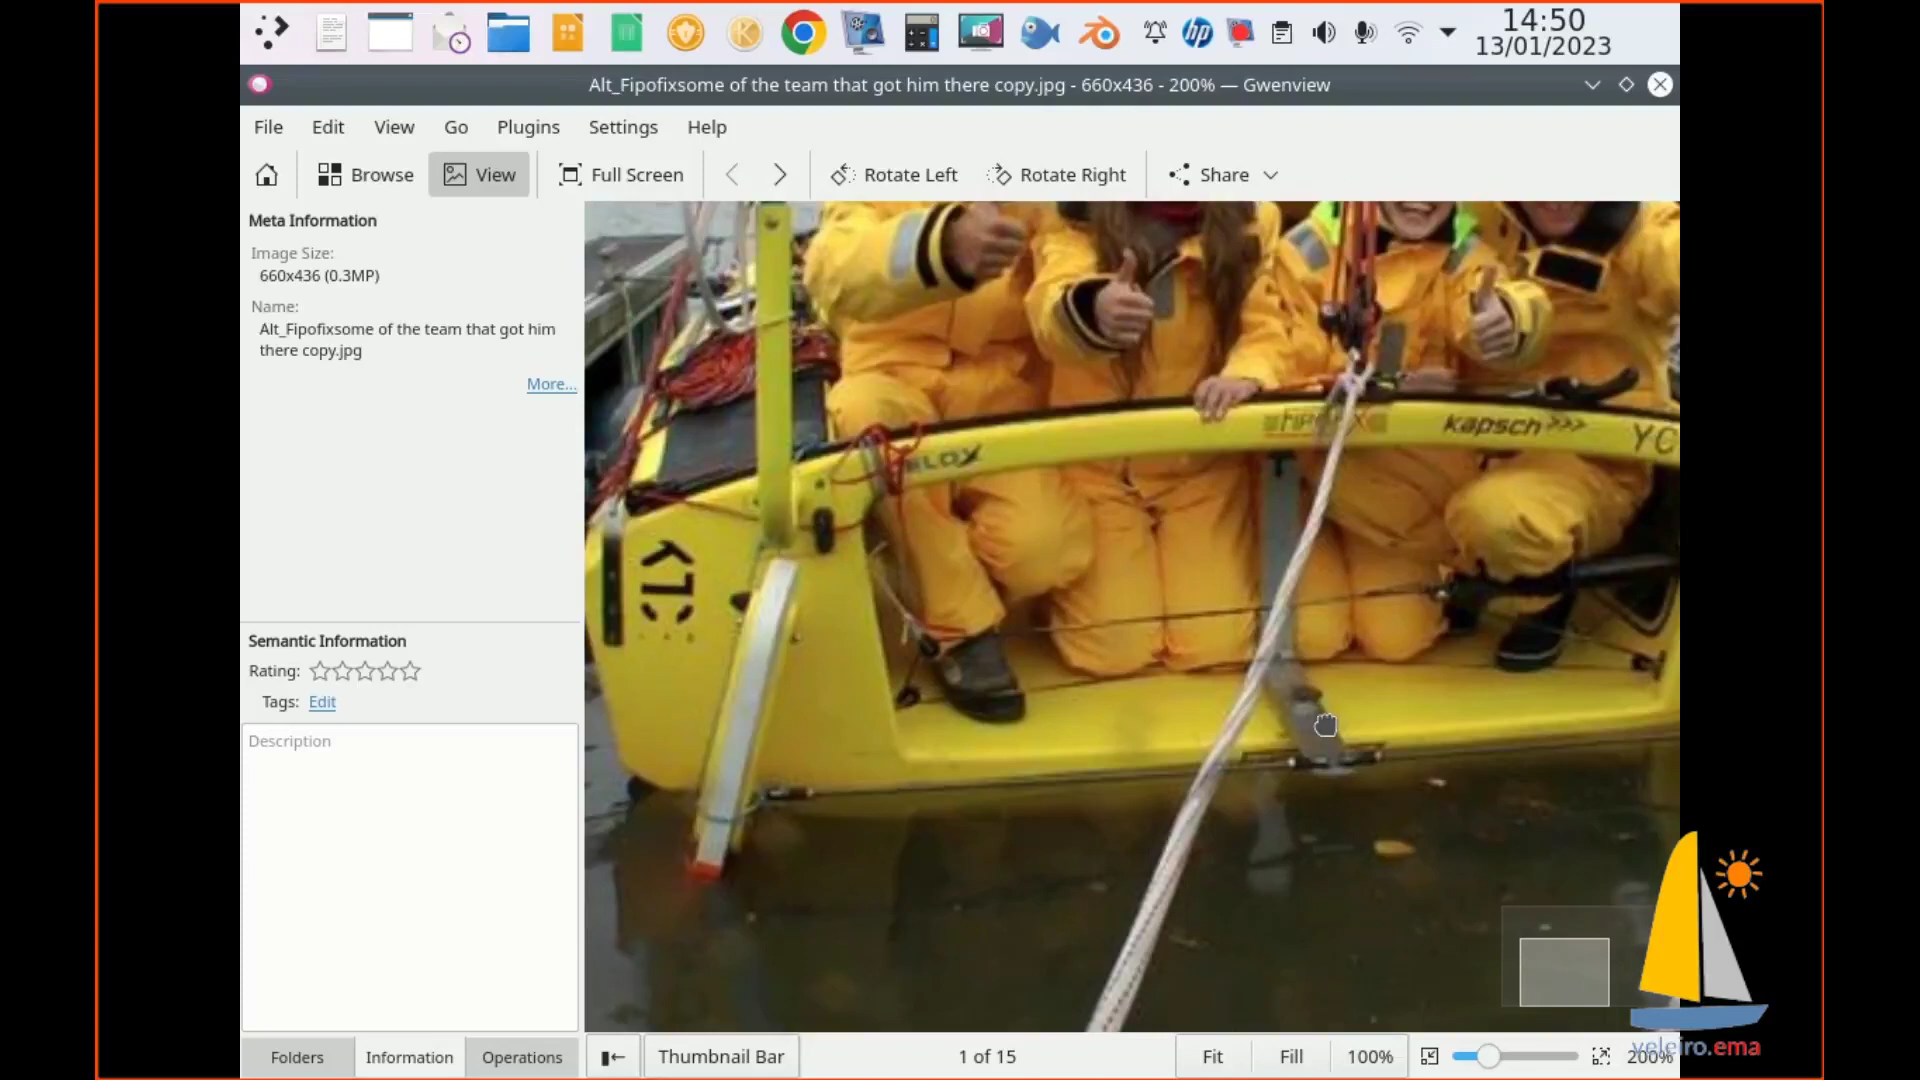 14:50
13/01/2023
Alt_Fipofixsome of the team that got him there copy.jpg - 660x436 - 200% — Gwenview
File Edit View Go Plugins Settings Help
Browse View Full Screen Rotate Left Rotate Right Share
Meta Information
Image Size:
660x436 (0.3MP)
Name:
Alt_Fipofixsome of the team that got him
there copy.jpg
More...
kapsch>>>
YC
Semantic Information
Rating:
Tags: Edit
Description
Folders Information Operations Thumbnail Bar 1 of 15 Fit Fill 100% 200%
veleiro.ema